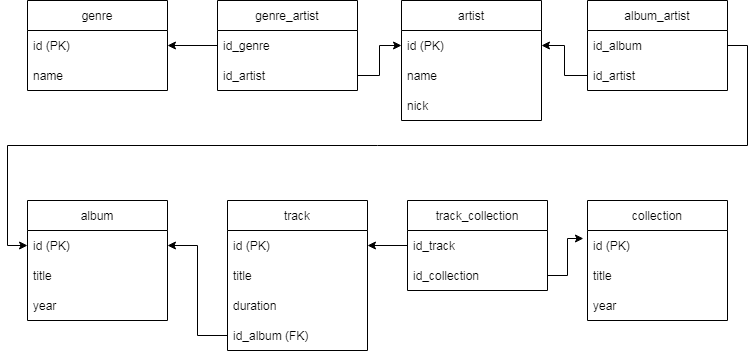 genre
id (PK)
name
genre_artist
id_genre
id_artist
artist
id (PK)
name
nick
album_artist
id_album
id_artist
album
id (PK)
title
year
track
id (PK)
title
duration
id_album (FK)
track_collection
id_track
id_collection
collection
id (PK)
title
year